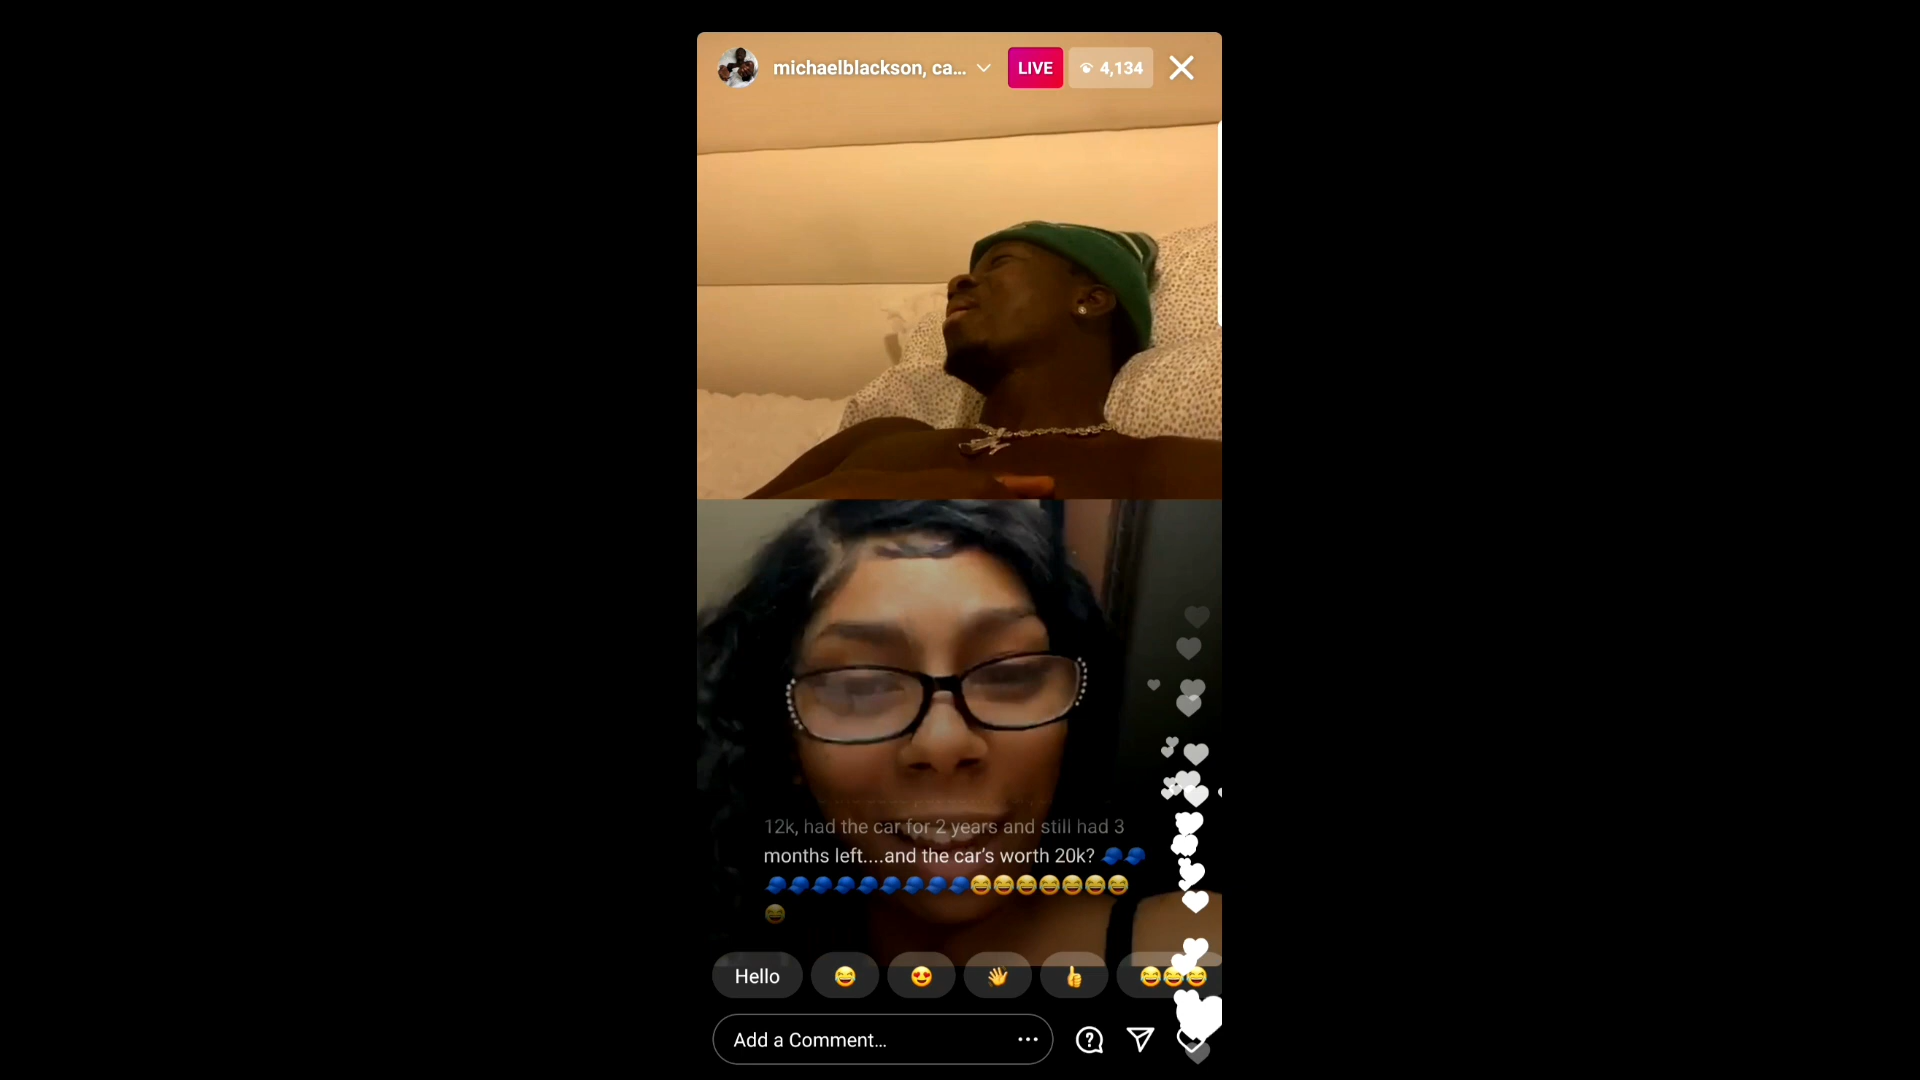 michaelblackson, ca...
LIVE
4,134
12k, had the car for 2 years and still had 3
months left....and the car's worth 20k? 🧢🧢
🧢🧢🧢🧢🧢🧢🧢🧢🧢😂😂😂😂😂😂😂
😂
Hello 😂 😍 👋 👍 😂😂😂
Add a Comment...